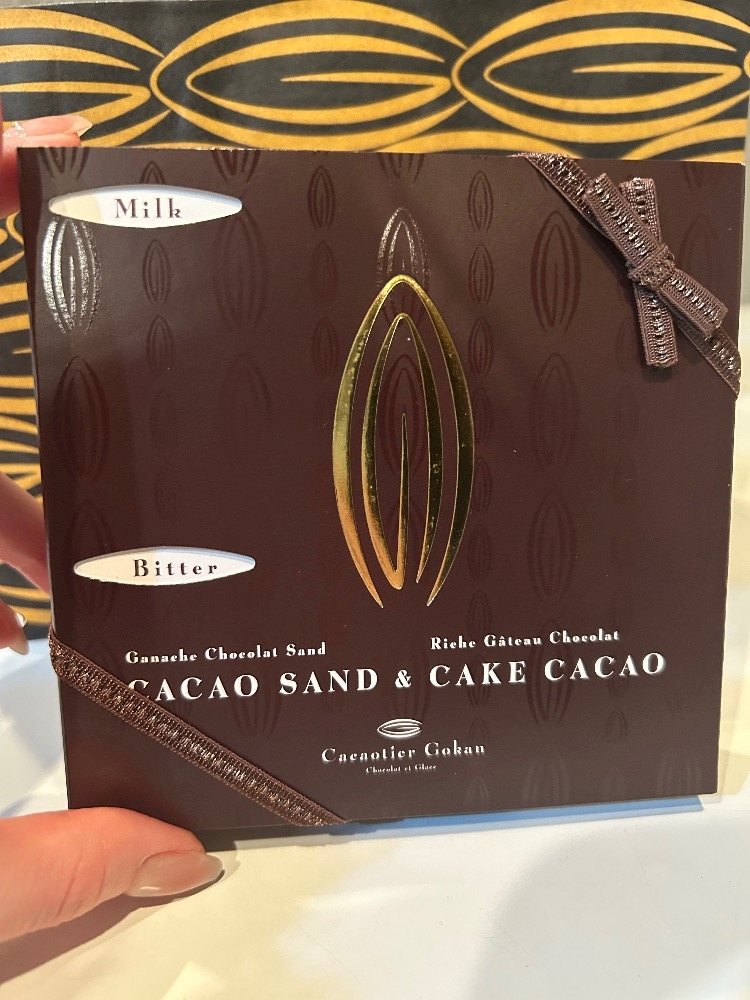 Milk
Bitter
Ganache Chocolat Sand
Riche Gâteau Chocolat
CACAO SAND & CAKE CACAO
Cacaotier Gokan
Chocolat et Glace